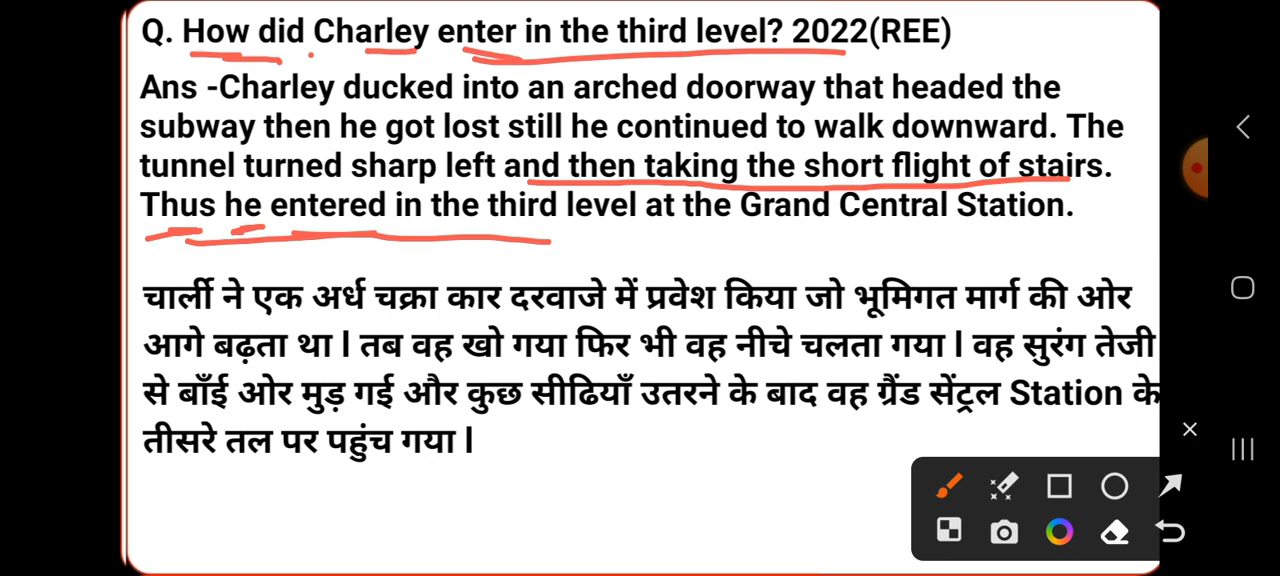 Q. How did Charley enter in the third level? 2022(REE)
Ans -Charley ducked into an arched doorway that headed the
subway then he got lost still he continued to walk downward. The
tunnel turned sharp left and then taking the short flight of stairs.
Thus he entered in the third level at the Grand Central Station.
चार्ली ने एक अर्ध चक्रा कार दरवाजे में प्रवेश किया जो भूमिगत मार्ग की ओर
आगे बढ़ता था l तब वह खो गया फिर भी वह नीचे चलता गया l वह सुरंग तेजी
से बाँई ओर मुड़ गई और कुछ सीढियाँ उतरने के बाद वह ग्रैंड सेंट्रल Station के
तीसरे तल पर पहुंच गया l